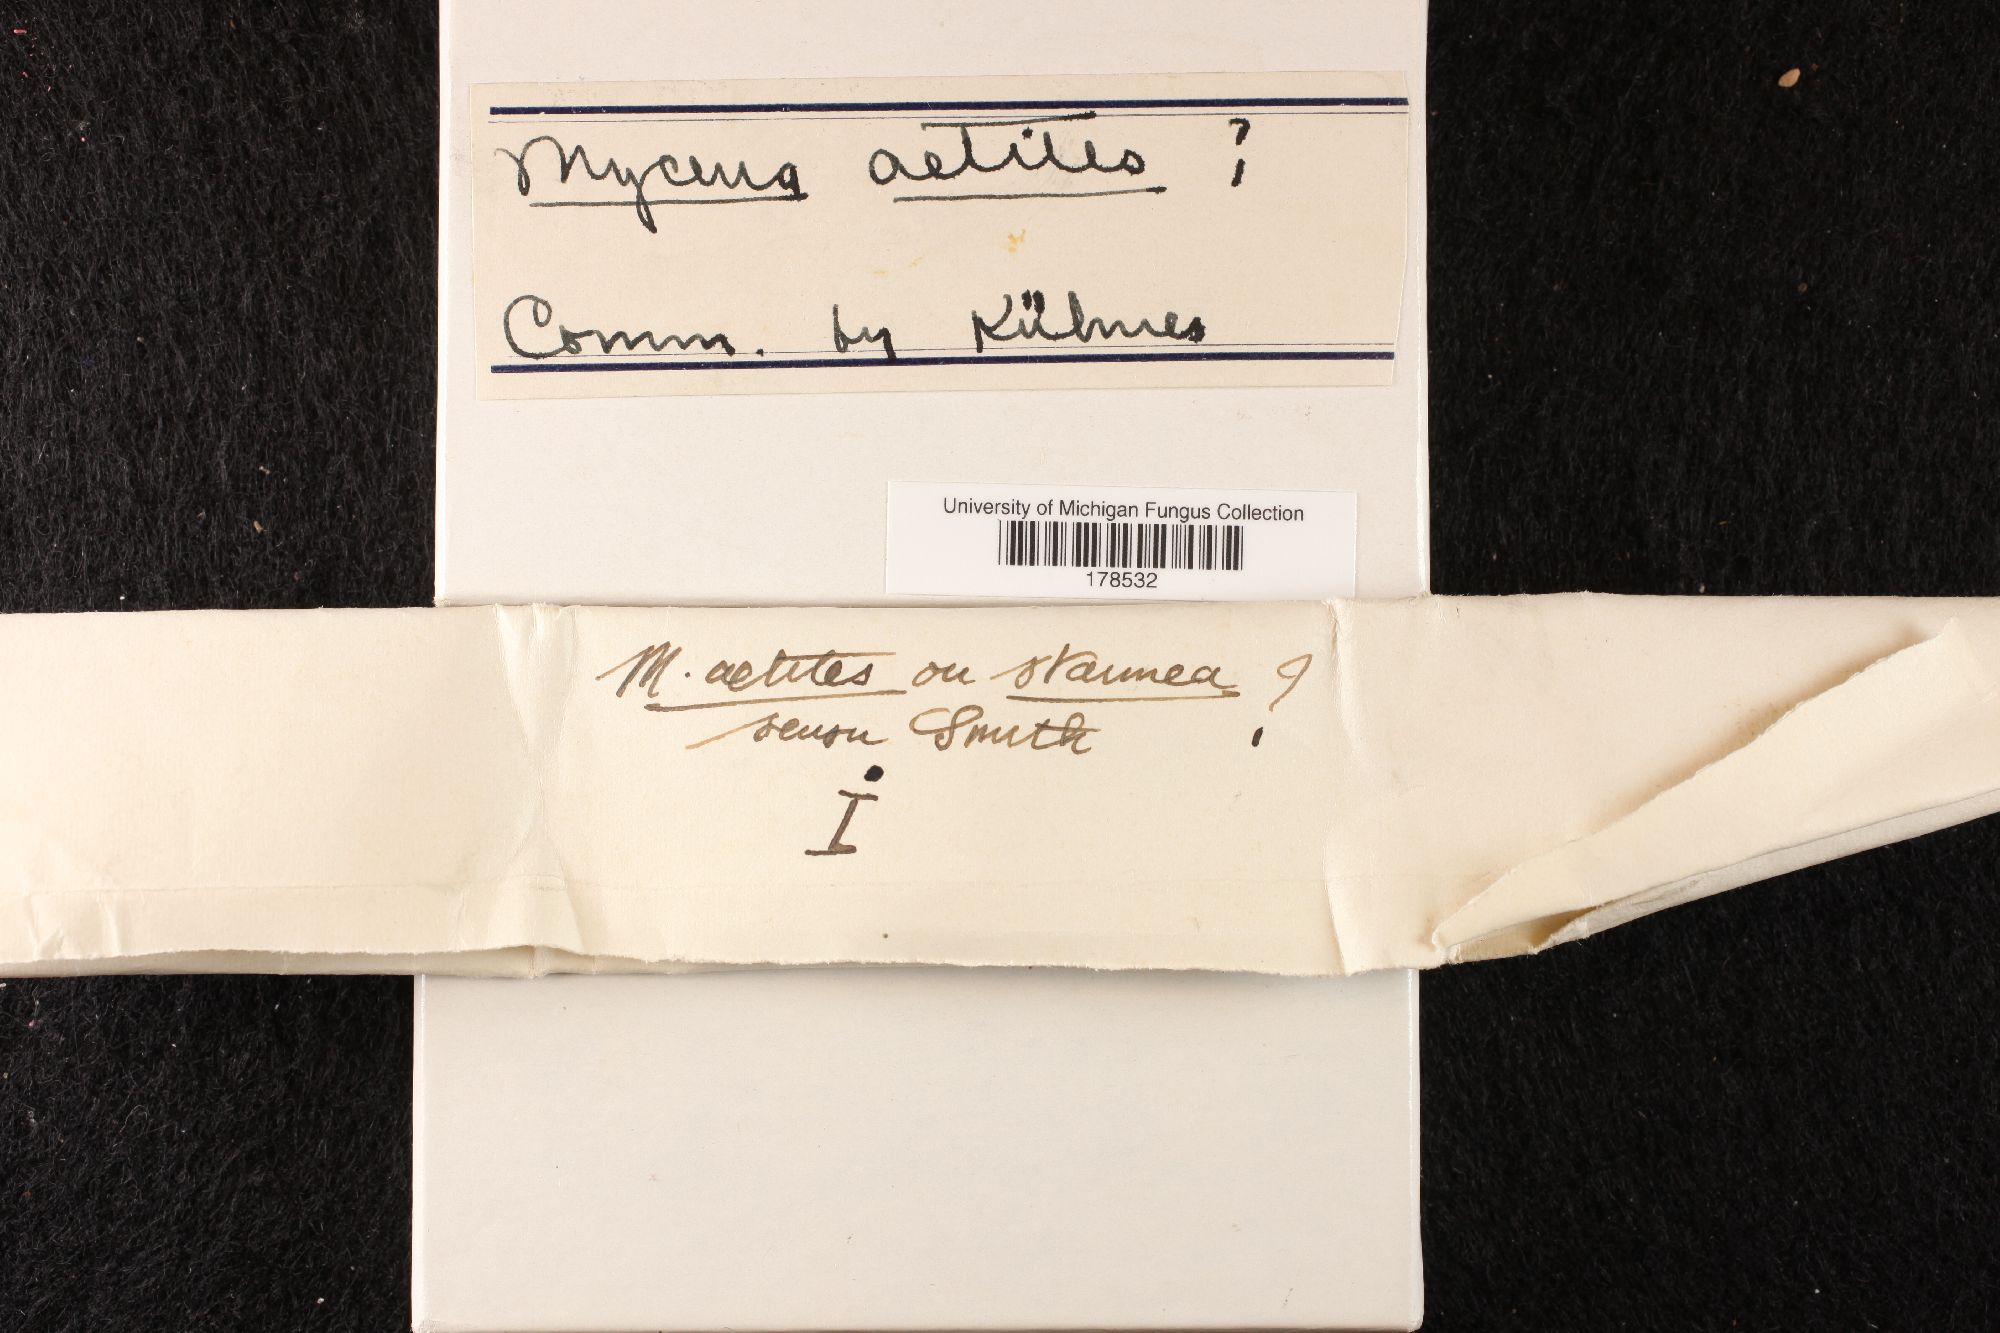 Mycena aetites ?
Comm. by Kühner
University of Michigan Fungus Collection
178532
M. aetites ou stannea ?
sensu Smith
I